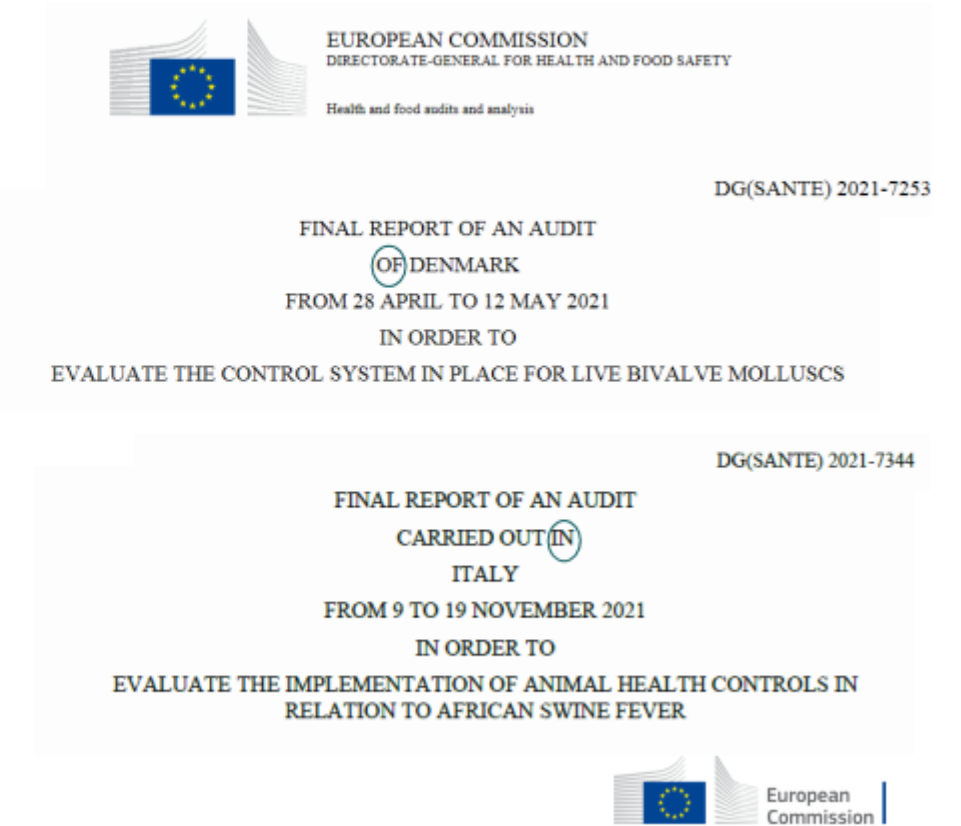 EUROPEAN COMMISSION
DIRECTORATE-GENERAL FOR HEALTH AND FOOD SAFETY
Health and food audits and analysis
DG(SANTE) 2021-7253
FINAL REPORT OF AN AUDIT
OF DENMARK
FROM 28 APRIL TO 12 MAY 2021
IN ORDER TO
EVALUATE THE CONTROL SYSTEM IN PLACE FOR LIVE BIVALVE MOLLUSCS
DG(SANTE) 2021-7344
FINAL REPORT OF AN AUDIT
CARRIED OUT IN
ITALY
FROM 9 TO 19 NOVEMBER 2021
IN ORDER TO
EVALUATE THE IMPLEMENTATION OF ANIMAL HEALTH CONTROLS IN
RELATION TO AFRICAN SWINE FEVER
European
Commission